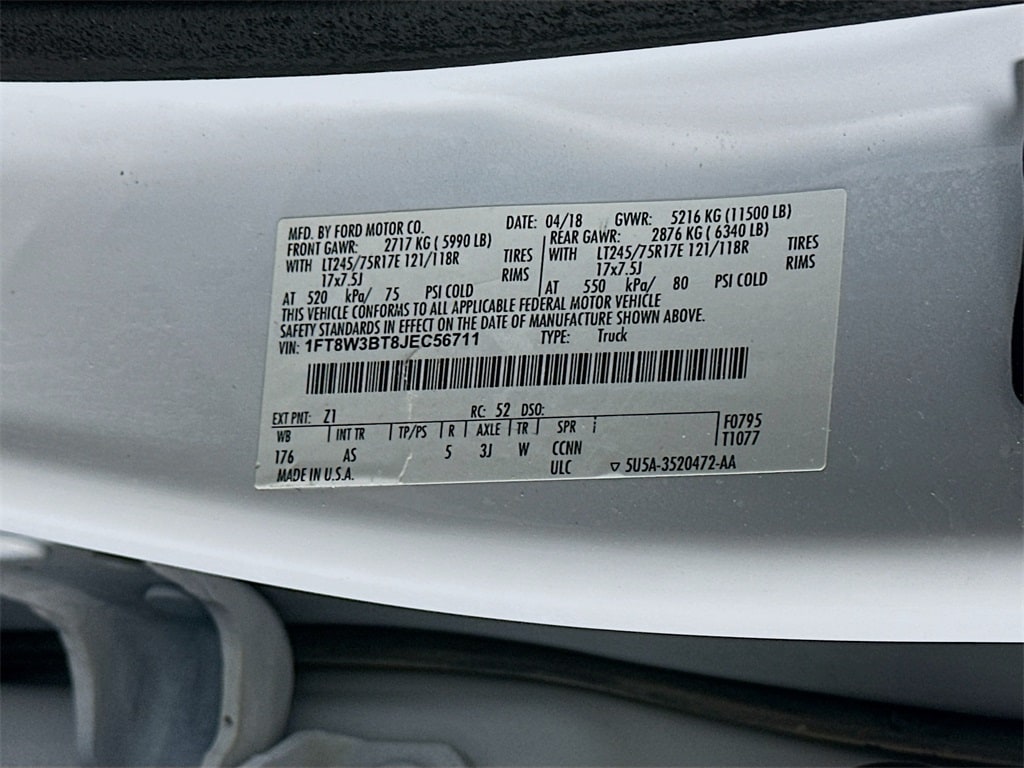 MFD. BY FORD MOTOR CO. DATE: 04/18 GVWR: 5216 KG (11500 LB)
FRONT GAWR: 2717 KG ( 5990 LB) REAR GAWR: 2876 KG ( 6340 LB)
WITH LT245/75R17E 121/118R TIRES WITH LT245/75R17E 121/118R TIRES
17x7.5J RIMS 17x7.5J RIMS
AT 520 kPa/ 75 PSI COLD AT 550 kPa/ 80 PSI COLD
THIS VEHICLE CONFORMS TO ALL APPLICABLE FEDERAL MOTOR VEHICLE
SAFETY STANDARDS IN EFFECT ON THE DATE OF MANUFACTURE SHOWN ABOVE.
VIN: 1FT8W3BT8JEC56711 TYPE: Truck
EXT PNT: Z1 RC: 52 DSO:
WB INT TR TP/PS R AXLE TR SPR F0795
176 AS 5 3J W CCNN T1077
MADE IN U.S.A. ULC ▽ 5U5A-3520472-AA